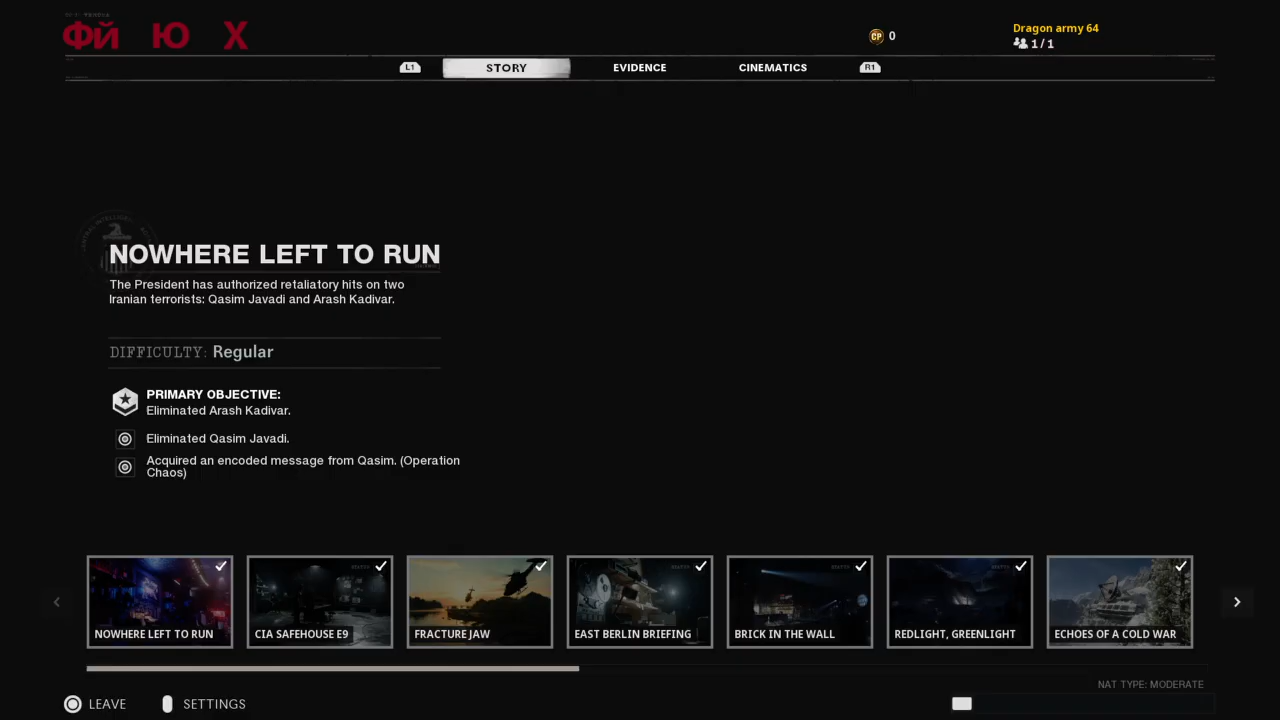 ФЙ Ю Х
CP 0
Dragon army 64
1 / 1
L1 STORY EVIDENCE CINEMATICS R1
NOWHERE LEFT TO RUN
The President has authorized retaliatory hits on two
Iranian terrorists: Qasim Javadi and Arash Kadivar.
DIFFICULTY: Regular
PRIMARY OBJECTIVE:
Eliminated Arash Kadivar.
Eliminated Qasim Javadi.
Acquired an encoded message from Qasim. (Operation
Chaos)
NOWHERE LEFT TO RUN
CIA SAFEHOUSE E9
FRACTURE JAW
EAST BERLIN BRIEFING
BRICK IN THE WALL
REDLIGHT, GREENLIGHT
ECHOES OF A COLD WAR
NAT TYPE: MODERATE
LEAVE SETTINGS